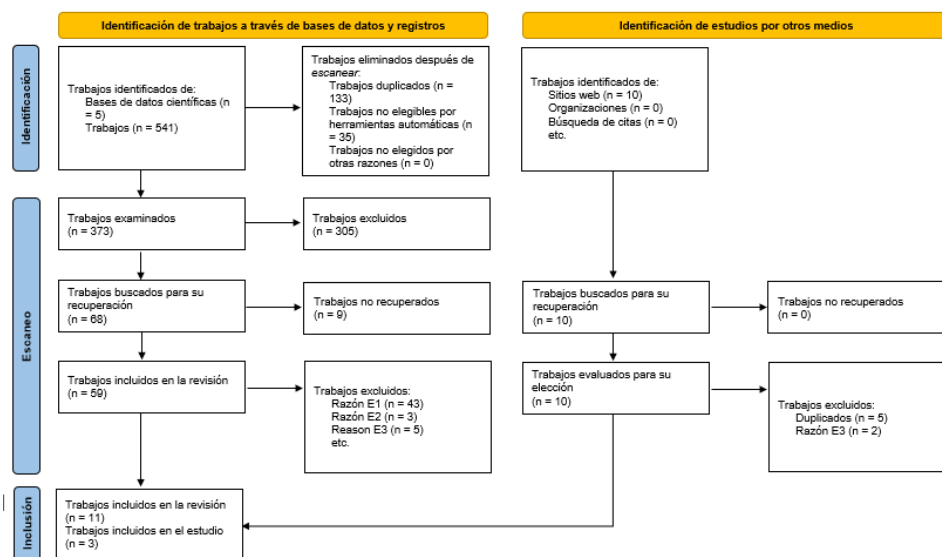 Identificación de trabajos a través de bases de datos y registros
Identificación de estudios por otros medios
Identificación
Trabajos identificados de:
Bases de datos científicas (n
= 5)
Trabajos (n = 541)
Trabajos eliminados después de
escanear:
Trabajos duplicados (n =
133)
Trabajos no elegibles por
herramientas automáticas (n
= 35)
Trabajos no elegidos por
otras razones (n = 0)
Trabajos identificados de:
Sitios web (n = 10)
Organizaciones (n = 0)
Búsqueda de citas (n = 0)
etc.
Escaneo
Trabajos examinados
(n = 373)
Trabajos excluidos
(n = 305)
Trabajos buscados para su
recuperación
(n = 68)
Trabajos no recuperados
(n = 9)
Trabajos buscados para su
recuperación
(n = 10)
Trabajos no recuperados
(n = 0)
Trabajos incluidos en la revisión
(n = 59)
Trabajos excluidos:
Razón E1 (n = 43)
Razón E2 (n = 3)
Reason E3 (n = 5)
etc.
Trabajos evaluados para su
elección
(n = 10)
Trabajos excluidos:
Duplicados (n = 5)
Razón E3 (n = 2)
Inclusión
Trabajos incluidos en la revisión
(n = 11)
Trabajos incluidos en el estudio
(n = 3)